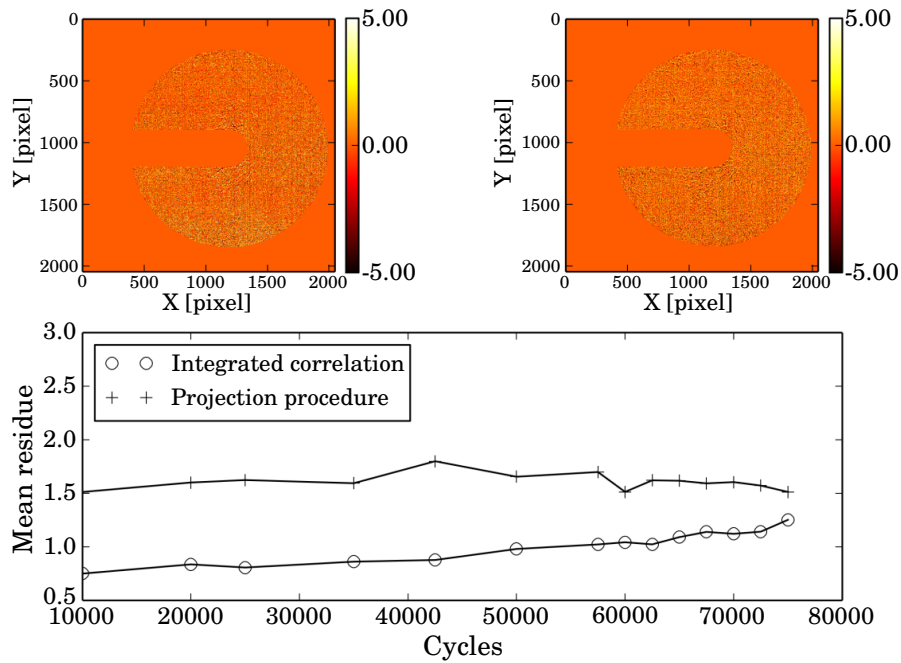 0
500
1000
1500
2000
Y [pixel]
0 500 1000 1500 2000
X [pixel]
5.00
0.00
-5.00
0
500
1000
1500
2000
Y [pixel]
0 500 1000 1500 2000
X [pixel]
5.00
0.00
-5.00
3.0
2.5
2.0
1.5
1.0
0.5
Mean residue
Integrated correlation
Projection procedure
10000 20000 30000 40000 50000 60000 70000 80000
Cycles